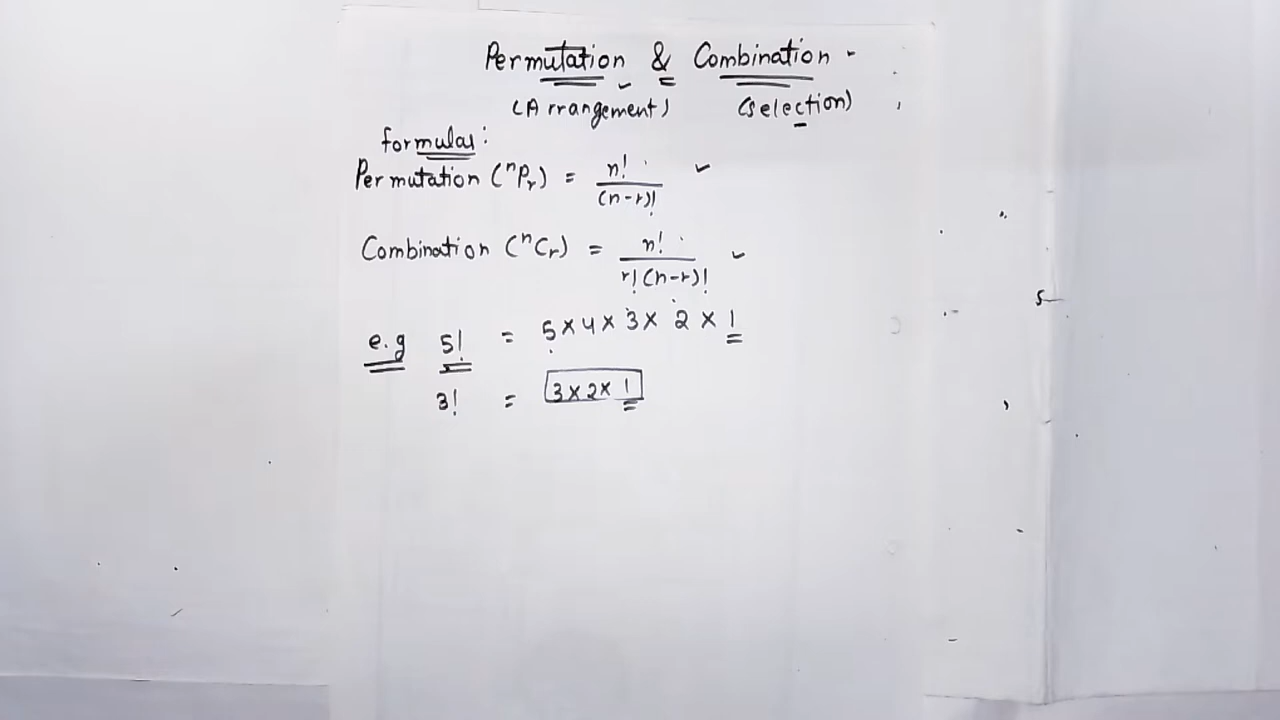 Permutation & Combination -
(Arrangement) (selection)
formulas:
Permutation (ⁿPᵣ) = n! / (n-r)!
Combination (ⁿCᵣ) = n! / r!(n-r)!
e.g 5! = 5 × 4 × 3 × 2 × 1
3! = 3 × 2 × 1